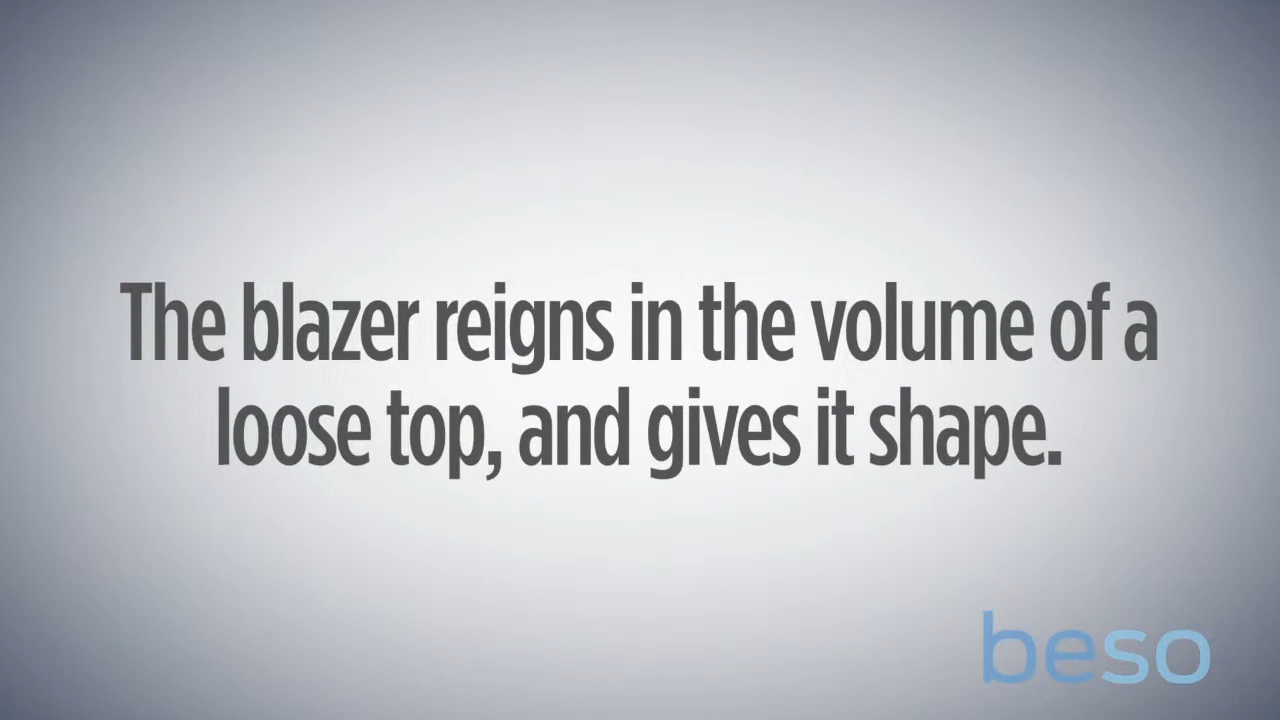 The blazer reigns in the volume of a
loose top, and gives it shape.
beso